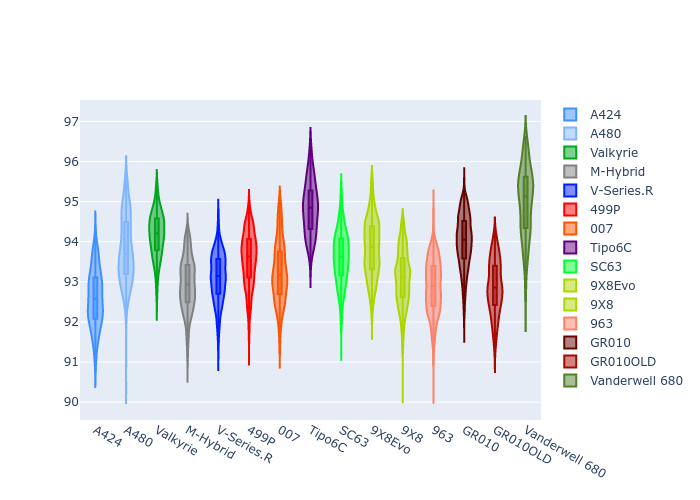 97
96
95
94
93
92
91
90
A424
A480
Valkyrie
M-Hybrid
V-Series.R
499P
007
Tipo6C
SC63
9X8Evo
9X8
963
GR010
GR010OLD
Vanderwell 680
A424
A480
Valkyrie
M-Hybrid
V-Series.R
499P
007
Tipo6C
SC63
9X8Evo
9X8
963
GR010
GR010OLD
Vanderwell 680